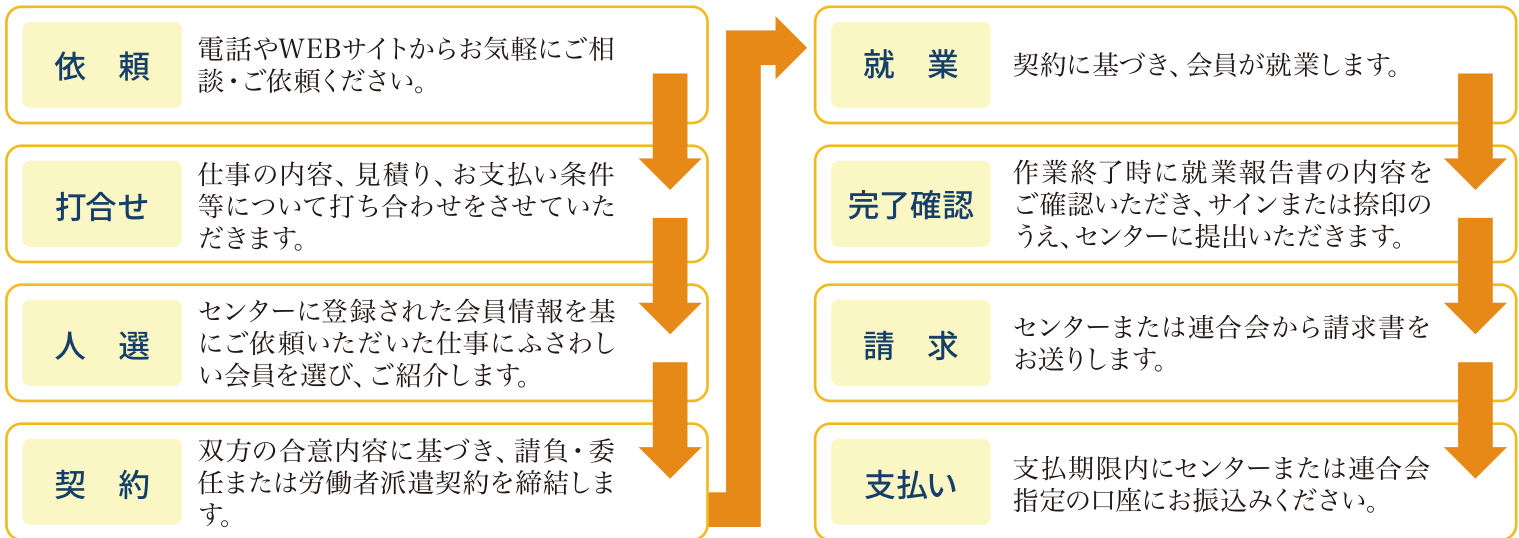 依　頼
電話やWEBサイトからお気軽にご相
談・ご依頼ください。
打合せ
仕事の内容、見積り、お支払い条件
等について打ち合わせをさせていた
だきます。
人　選
センターに登録された会員情報を基
にご依頼いただいた仕事にふさわし
い会員を選び、ご紹介します。
契　約
双方の合意内容に基づき、請負・委
任または労働者派遣契約を締結しま
す。
就　業
契約に基づき、会員が就業します。
完了確認
作業終了時に就業報告書の内容を
ご確認いただき、サインまたは捺印の
うえ、センターに提出いただきます。
請　求
センターまたは連合会から請求書を
お送りします。
支払い
支払期限内にセンターまたは連合会
指定の口座にお振込みください。